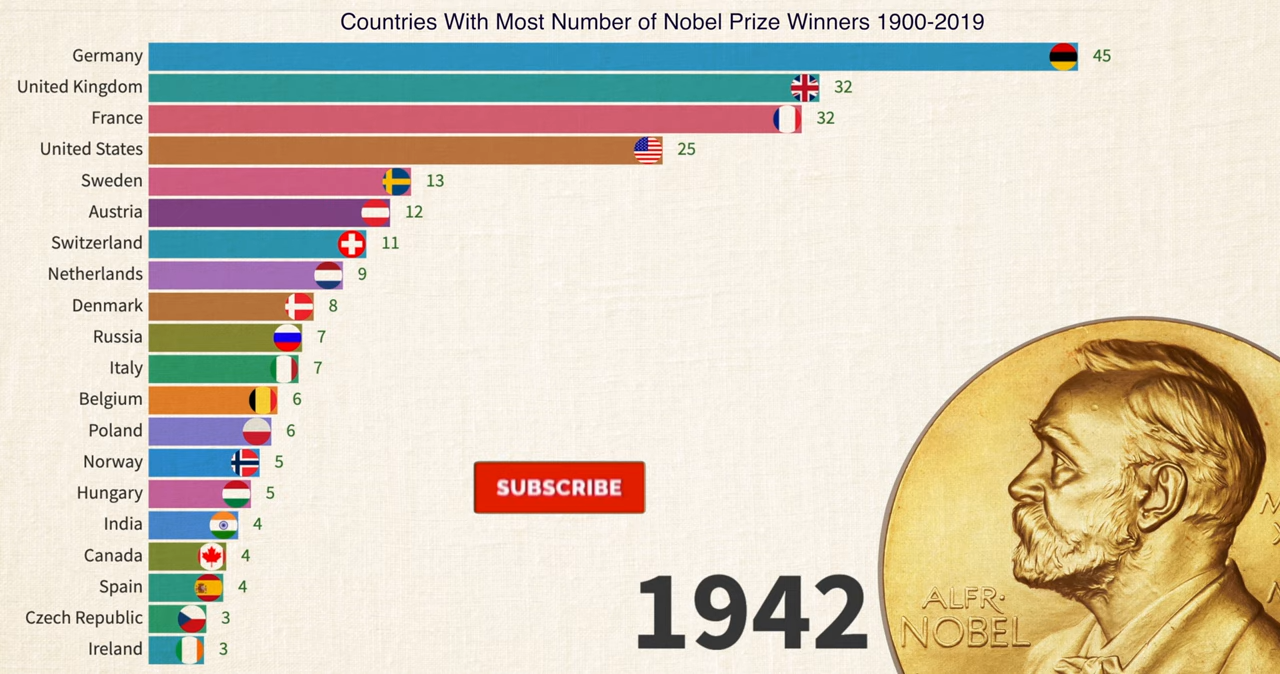 Countries With Most Number of Nobel Prize Winners 1900-2019
Germany 45
United Kingdom 32
France 32
United States 25
Sweden 13
Austria 12
Switzerland 11
Netherlands 9
Denmark 8
Russia 7
Italy 7
Belgium 6
Poland 6
Norway 5
Hungary 5
India 4
Canada 4
Spain 4
Czech Republic 3
Ireland 3
SUBSCRIBE
1942
ALFR·
NOBEL